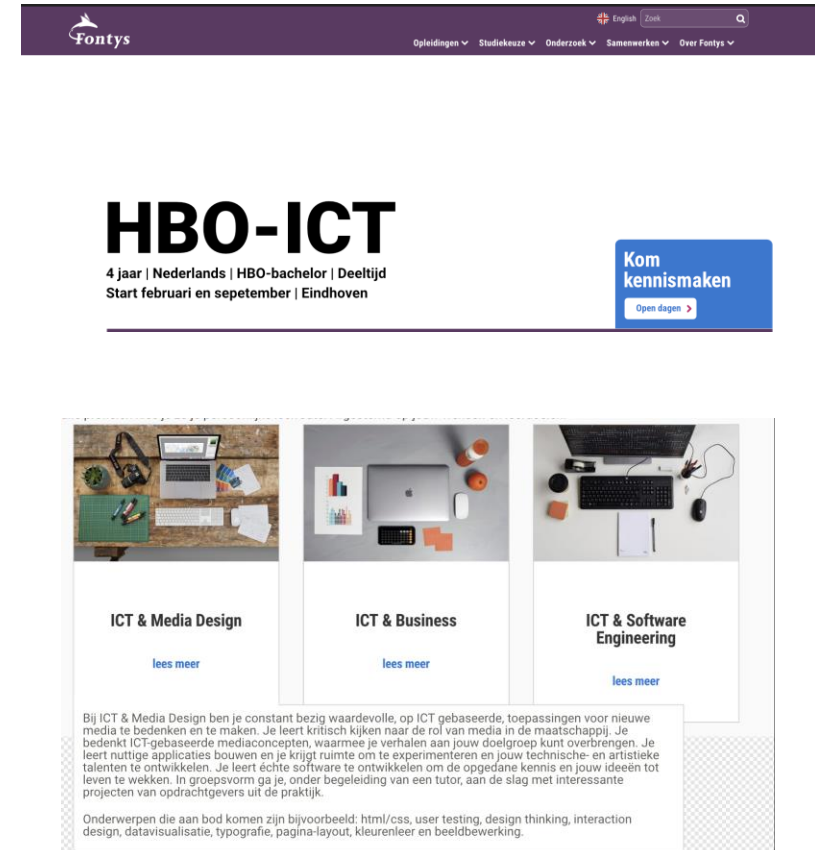 Fontys
English Zoek
Opleidingen Studiekeuze Onderzoek Samenwerken Over Fontys
HBO-ICT
4 jaar | Nederlands | HBO-bachelor | Deeltijd
Start februari en sepetember | Eindhoven
Kom
kennismaken
Open dagen
ICT & Media Design
lees meer
ICT & Business
lees meer
ICT & Software
Engineering
lees meer
Bij ICT & Media Design ben je constant bezig waardevolle, op ICT gebaseerde, toepassingen voor nieuwe
media te bedenken en te maken. Je leert kritisch kijken naar de rol van media in de maatschappij. Je
bedenkt ICT-gebaseerde mediaconcepten, waarmee je verhalen aan jouw doelgroep kunt overbrengen. Je
leert nuttige applicaties bouwen en je krijgt ruimte om te experimenteren en jouw technische- en artistieke
talenten te ontwikkelen. Je leert échte software te ontwikkelen om de opgedane kennis en jouw ideeën tot
leven te wekken. In groepsvorm ga je, onder begeleiding van een tutor, aan de slag met interessante
projecten van opdrachtgevers uit de praktijk.
Onderwerpen die aan bod komen zijn bijvoorbeeld: html/css, user testing, design thinking, interaction
design, datavisualisatie, typografie, pagina-layout, kleurenleer en beeldbewerking.